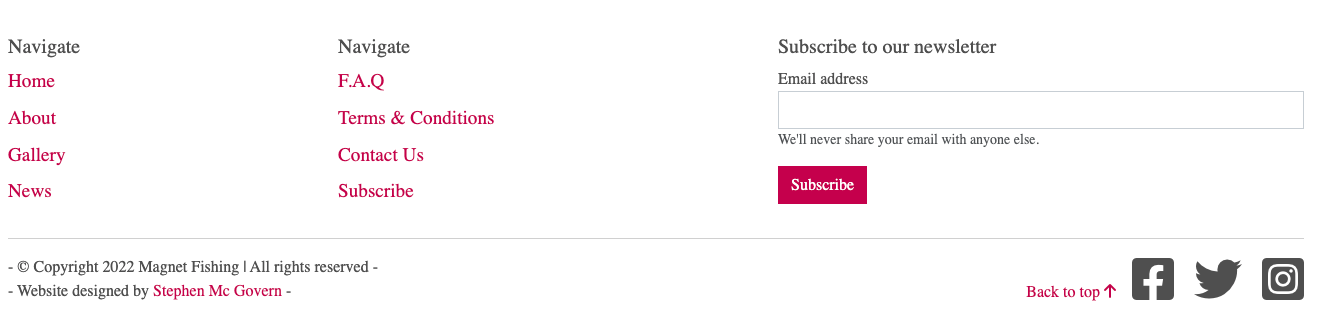 Navigate
Home
About
Gallery
News
Navigate
F.A.Q
Terms & Conditions
Contact Us
Subscribe
Subscribe to our newsletter
Email address
We'll never share your email with anyone else.
Subscribe
- © Copyright 2022 Magnet Fishing | All rights reserved -
- Website designed by Stephen Mc Govern -
Back to top